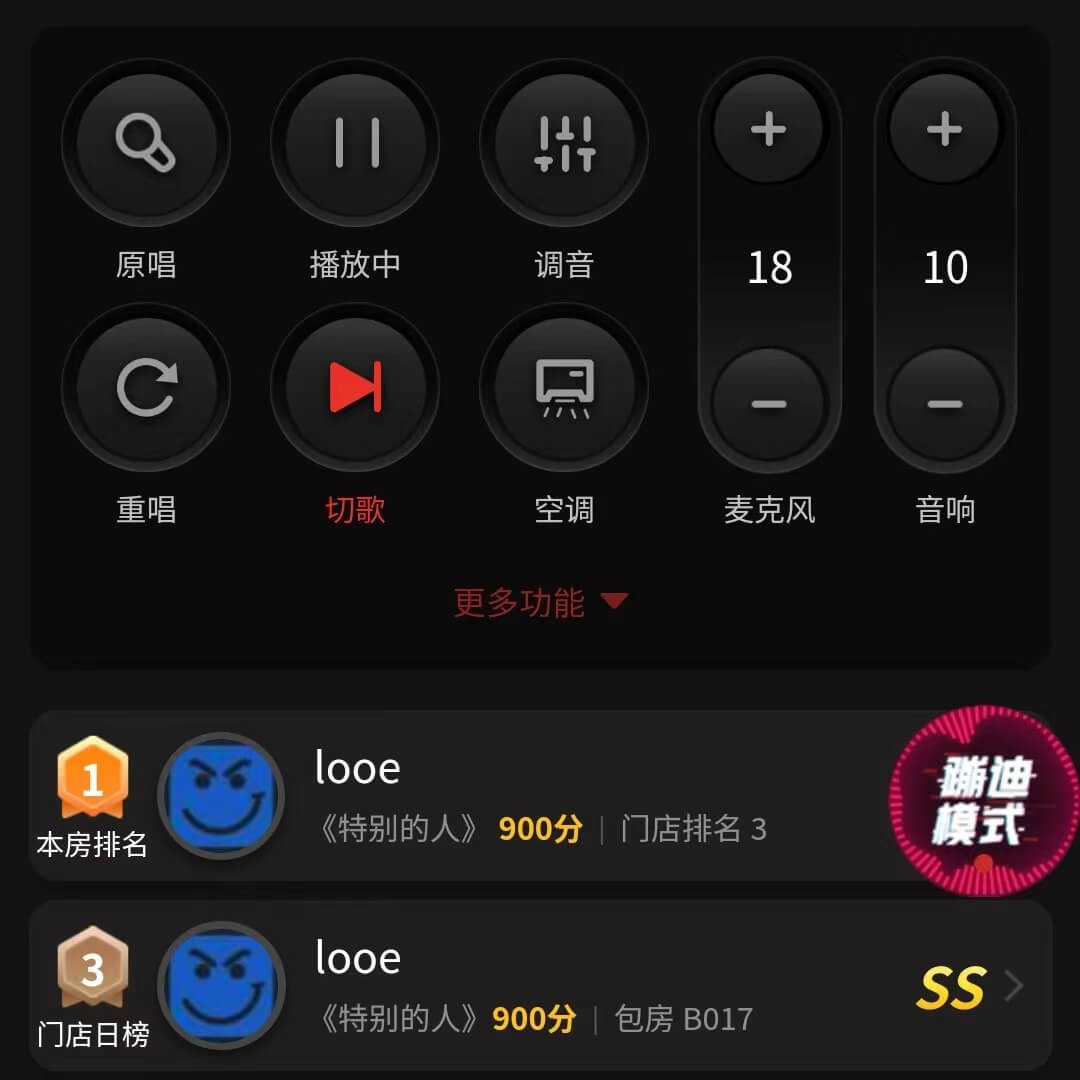 18
10
原唱
播放中
调音
重唱
切歌
空调
麦克风
音响
更多功能
1
本房排名
looe
《特别的人》 900分 | 门店排名 3
蹦迪
模式
3
门店日榜
looe
《特别的人》 900分 | 包房 B017
SS